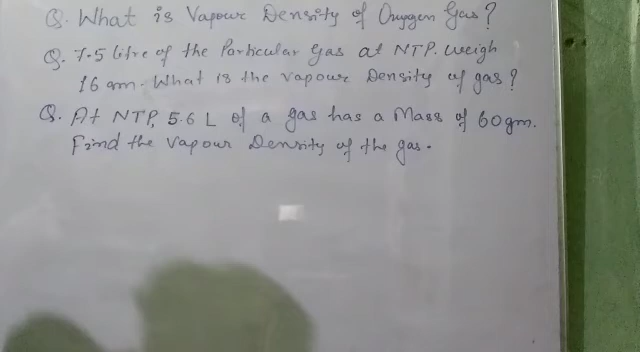 Q. What is Vapour Density of Oxygen Gas?
Q. 7.5 litre of the Particular gas at NTP. weigh
16 gm. What is the vapour Density of gas?
Q. At NTP, 5.6 L of a gas has a Mass of 60gm.
Find the Vapour Density of the gas.